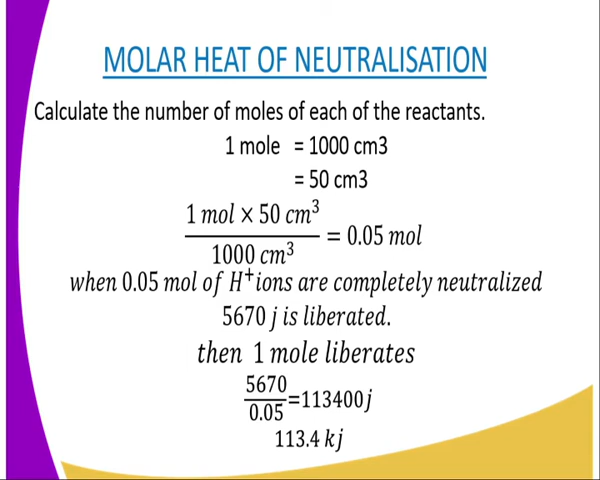 MOLAR HEAT OF NEUTRALISATION
Calculate the number of moles of each of the reactants.
1 mole = 1000 cm3
= 50 cm3
1 mol × 50 cm³
1000 cm³
= 0.05 mol
when 0.05 mol of H⁺ions are completely neutralized
5670 j is liberated.
then 1 mole liberates
5670
0.05
=113400j
113.4 kj